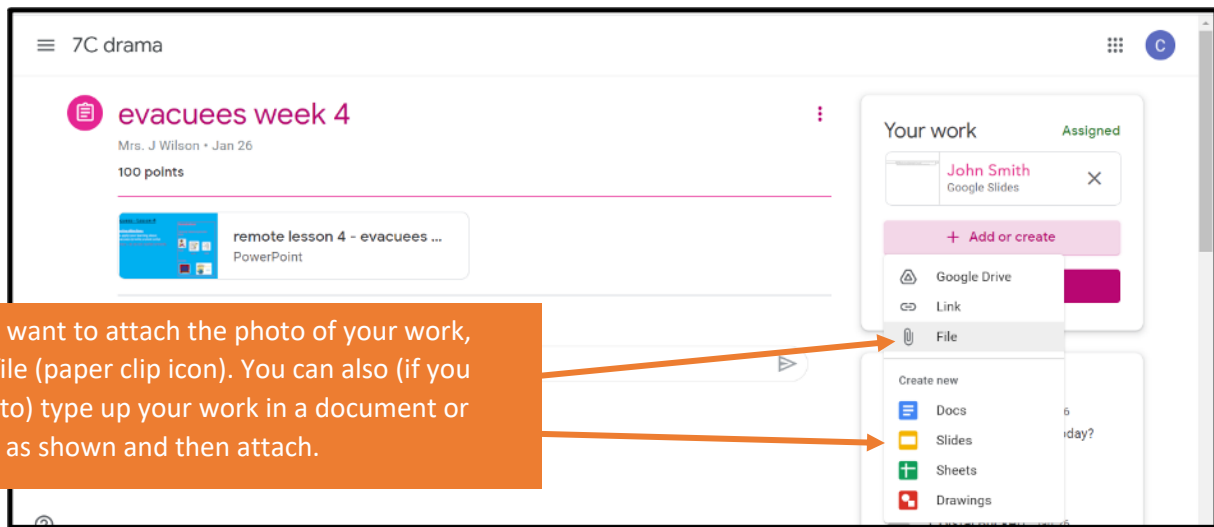 7C drama
C
evacuees week 4
Mrs. J Wilson • Jan 26
100 points
remote lesson 4 - evacuees ...
PowerPoint
Your work
Assigned
John Smith
Google Slides
+ Add or create
Google Drive
Link
File
Create new
Docs
Slides
Sheets
Drawings
6
day?
want to attach the photo of your work,
ile (paper clip icon). You can also (if you
to) type up your work in a document or
as shown and then attach.